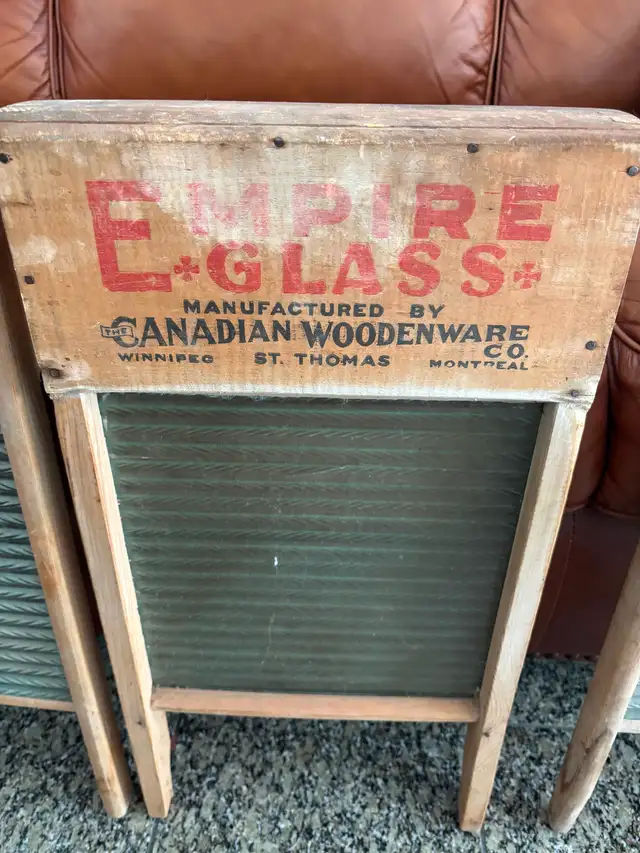 EMPIRE
GLASS
MANUFACTURED BY
THE CANADIAN WOODENWARE CO.
WINNIPEG ST. THOMAS MONTREAL